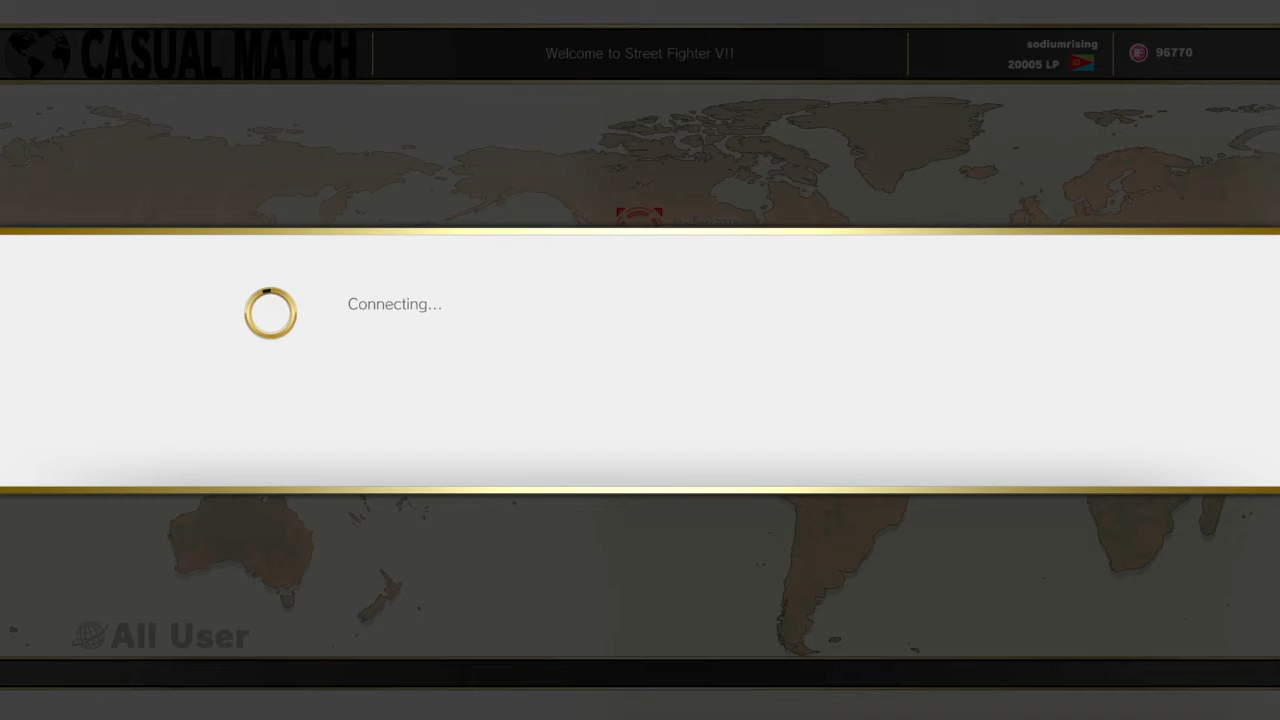 CASUAL MATCH
Welcome to Street Fighter V!!
sodiumrising
20005 LP
96770
Connecting...
All User